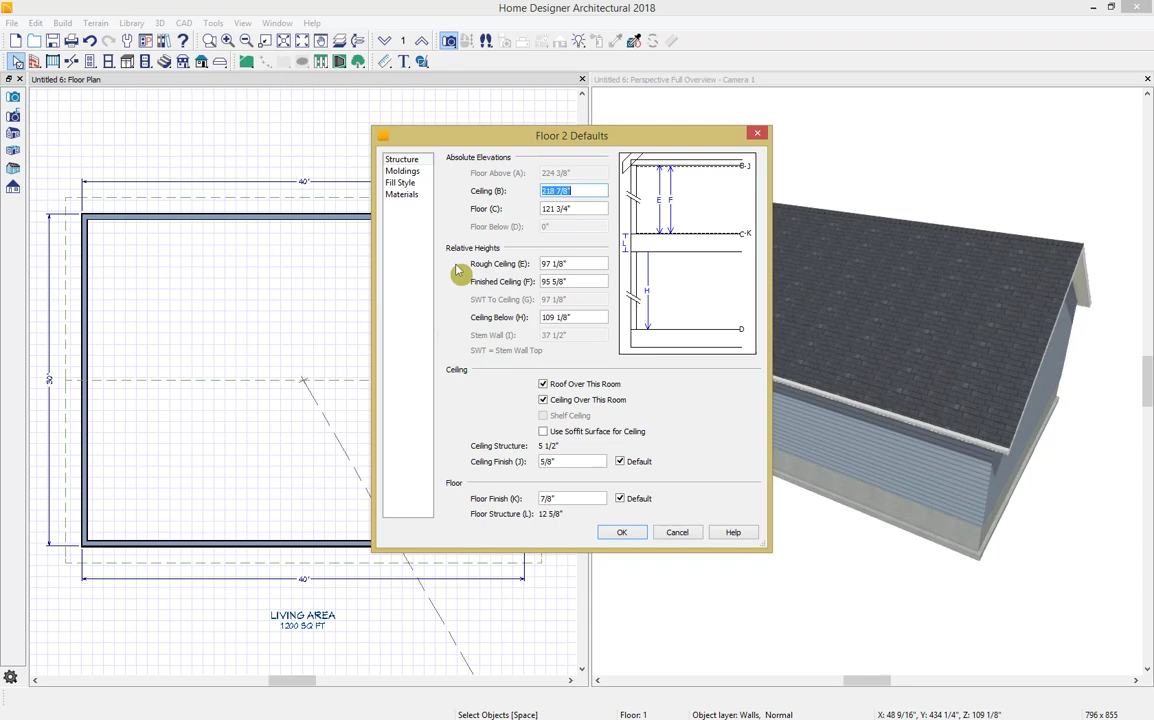 Home Designer Architectural 2018
File Edit Build Terrain Library 3D CAD Tools View Window Help
1
Untitled 6: Floor Plan
Untitled 6: Perspective Full Overview - Camera 1
40'
30'
40'
LIVING AREA
1200 SQ FT
Floor 2 Defaults
Structure
Moldings
Fill Style
Materials
Absolute Elevations
Floor Above (A): 224 3/8"
Ceiling (B): 218 7/8"
Floor (C): 121 3/4"
Floor Below (D): 0"
Relative Heights
Rough Ceiling (E): 97 1/8"
Finished Ceiling (F): 95 5/8"
SWT To Ceiling (G): 97 1/8"
Ceiling Below (H): 109 1/8"
Stem Wall (I): 37 1/2"
SWT = Stem Wall Top
B-J
E F
C-K
L
H
D
Ceiling
Roof Over This Room
Ceiling Over This Room
Shelf Ceiling
Use Soffit Surface for Ceiling
Ceiling Structure: 5 1/2"
Ceiling Finish (J): 5/8" Default
Floor
Floor Finish (K): 7/8" Default
Floor Structure (L): 12 5/8"
OK Cancel Help
Select Objects [Space] Floor: 1 Object layer: Walls, Normal X: 48 9/16", Y: 434 1/4", Z: 109 1/8" 796 x 855